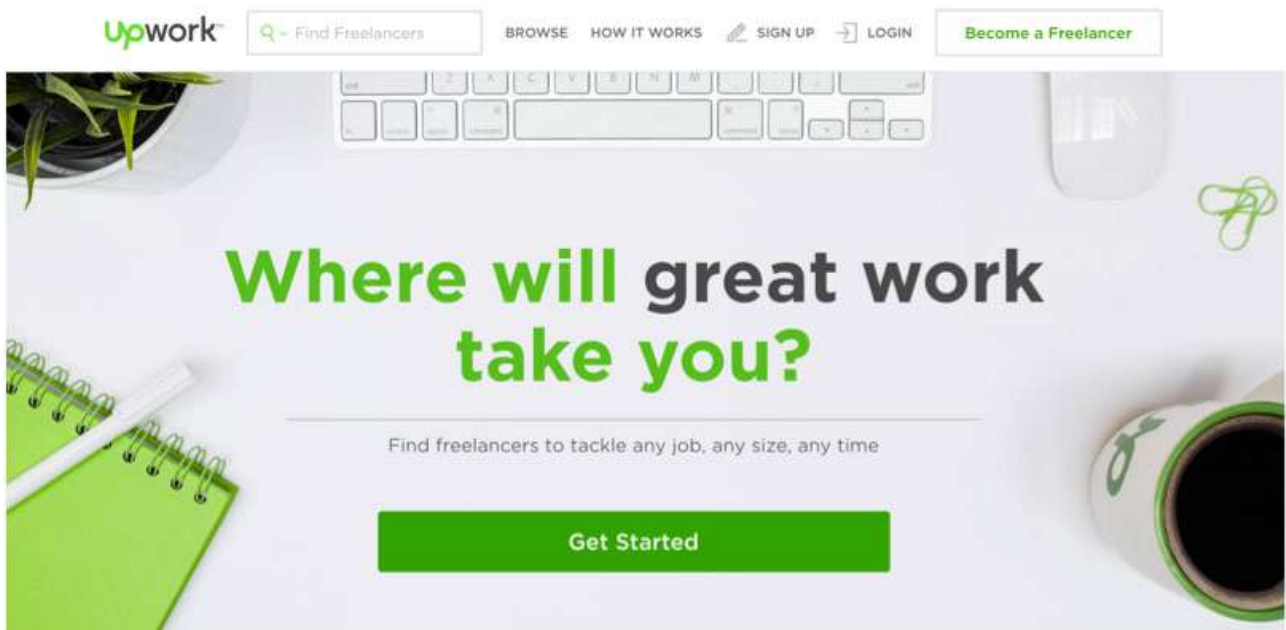 Upwork™
Find Freelancers
BROWSE
HOW IT WORKS
SIGN UP
LOGIN
Become a Freelancer
Z X C V B N M
Where will great work
take you?
Find freelancers to tackle any job, any size, any time
Get Started